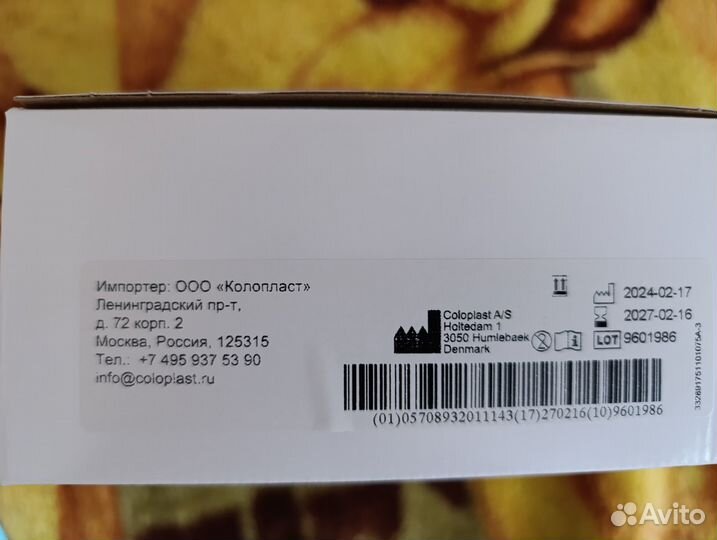 Импортер: ООО «Колопласт»
Ленинградский пр-т,
д. 72 корп. 2
Москва, Россия, 125315
Тел.: +7 495 937 53 90
info@coloplast.ru
Coloplast A/S
Holtedam 1
3050 Humlebaek
Denmark
2024-02-17
2027-02-16
LOT 9601986
(01)05708932011143(17)270216(10)9601986
Avito